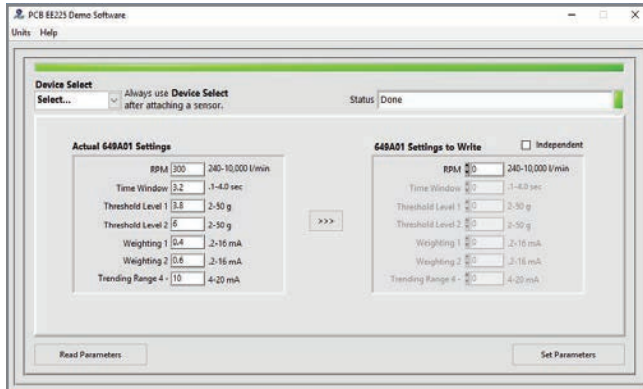 PCB EE225 Demo Software
Units Help
Device Select
Select...
Always use Device Select
after attaching a sensor.
Status Done
Actual 649A01 Settings
RPM 300 240-10,000 l/min
Time Window 3.2 .1-4.0 sec
Threshold Level 1 3.8 2-50 g
Threshold Level 2 6 2-50 g
Weighting 1 0.4 .2-16 mA
Weighting 2 0.6 .2-16 mA
Trending Range 4 - 10 4-20 mA
>>>
649A01 Settings to Write
Independent
RPM 0 240-10,000 l/min
Time Window 0 .1-4.0 sec
Threshold Level 1 0 2-50 g
Threshold Level 2 0 2-50 g
Weighting 1 0 .2-16 mA
Weighting 2 0 .2-16 mA
Trending Range 4 - 0 4-20 mA
Read Parameters
Set Parameters